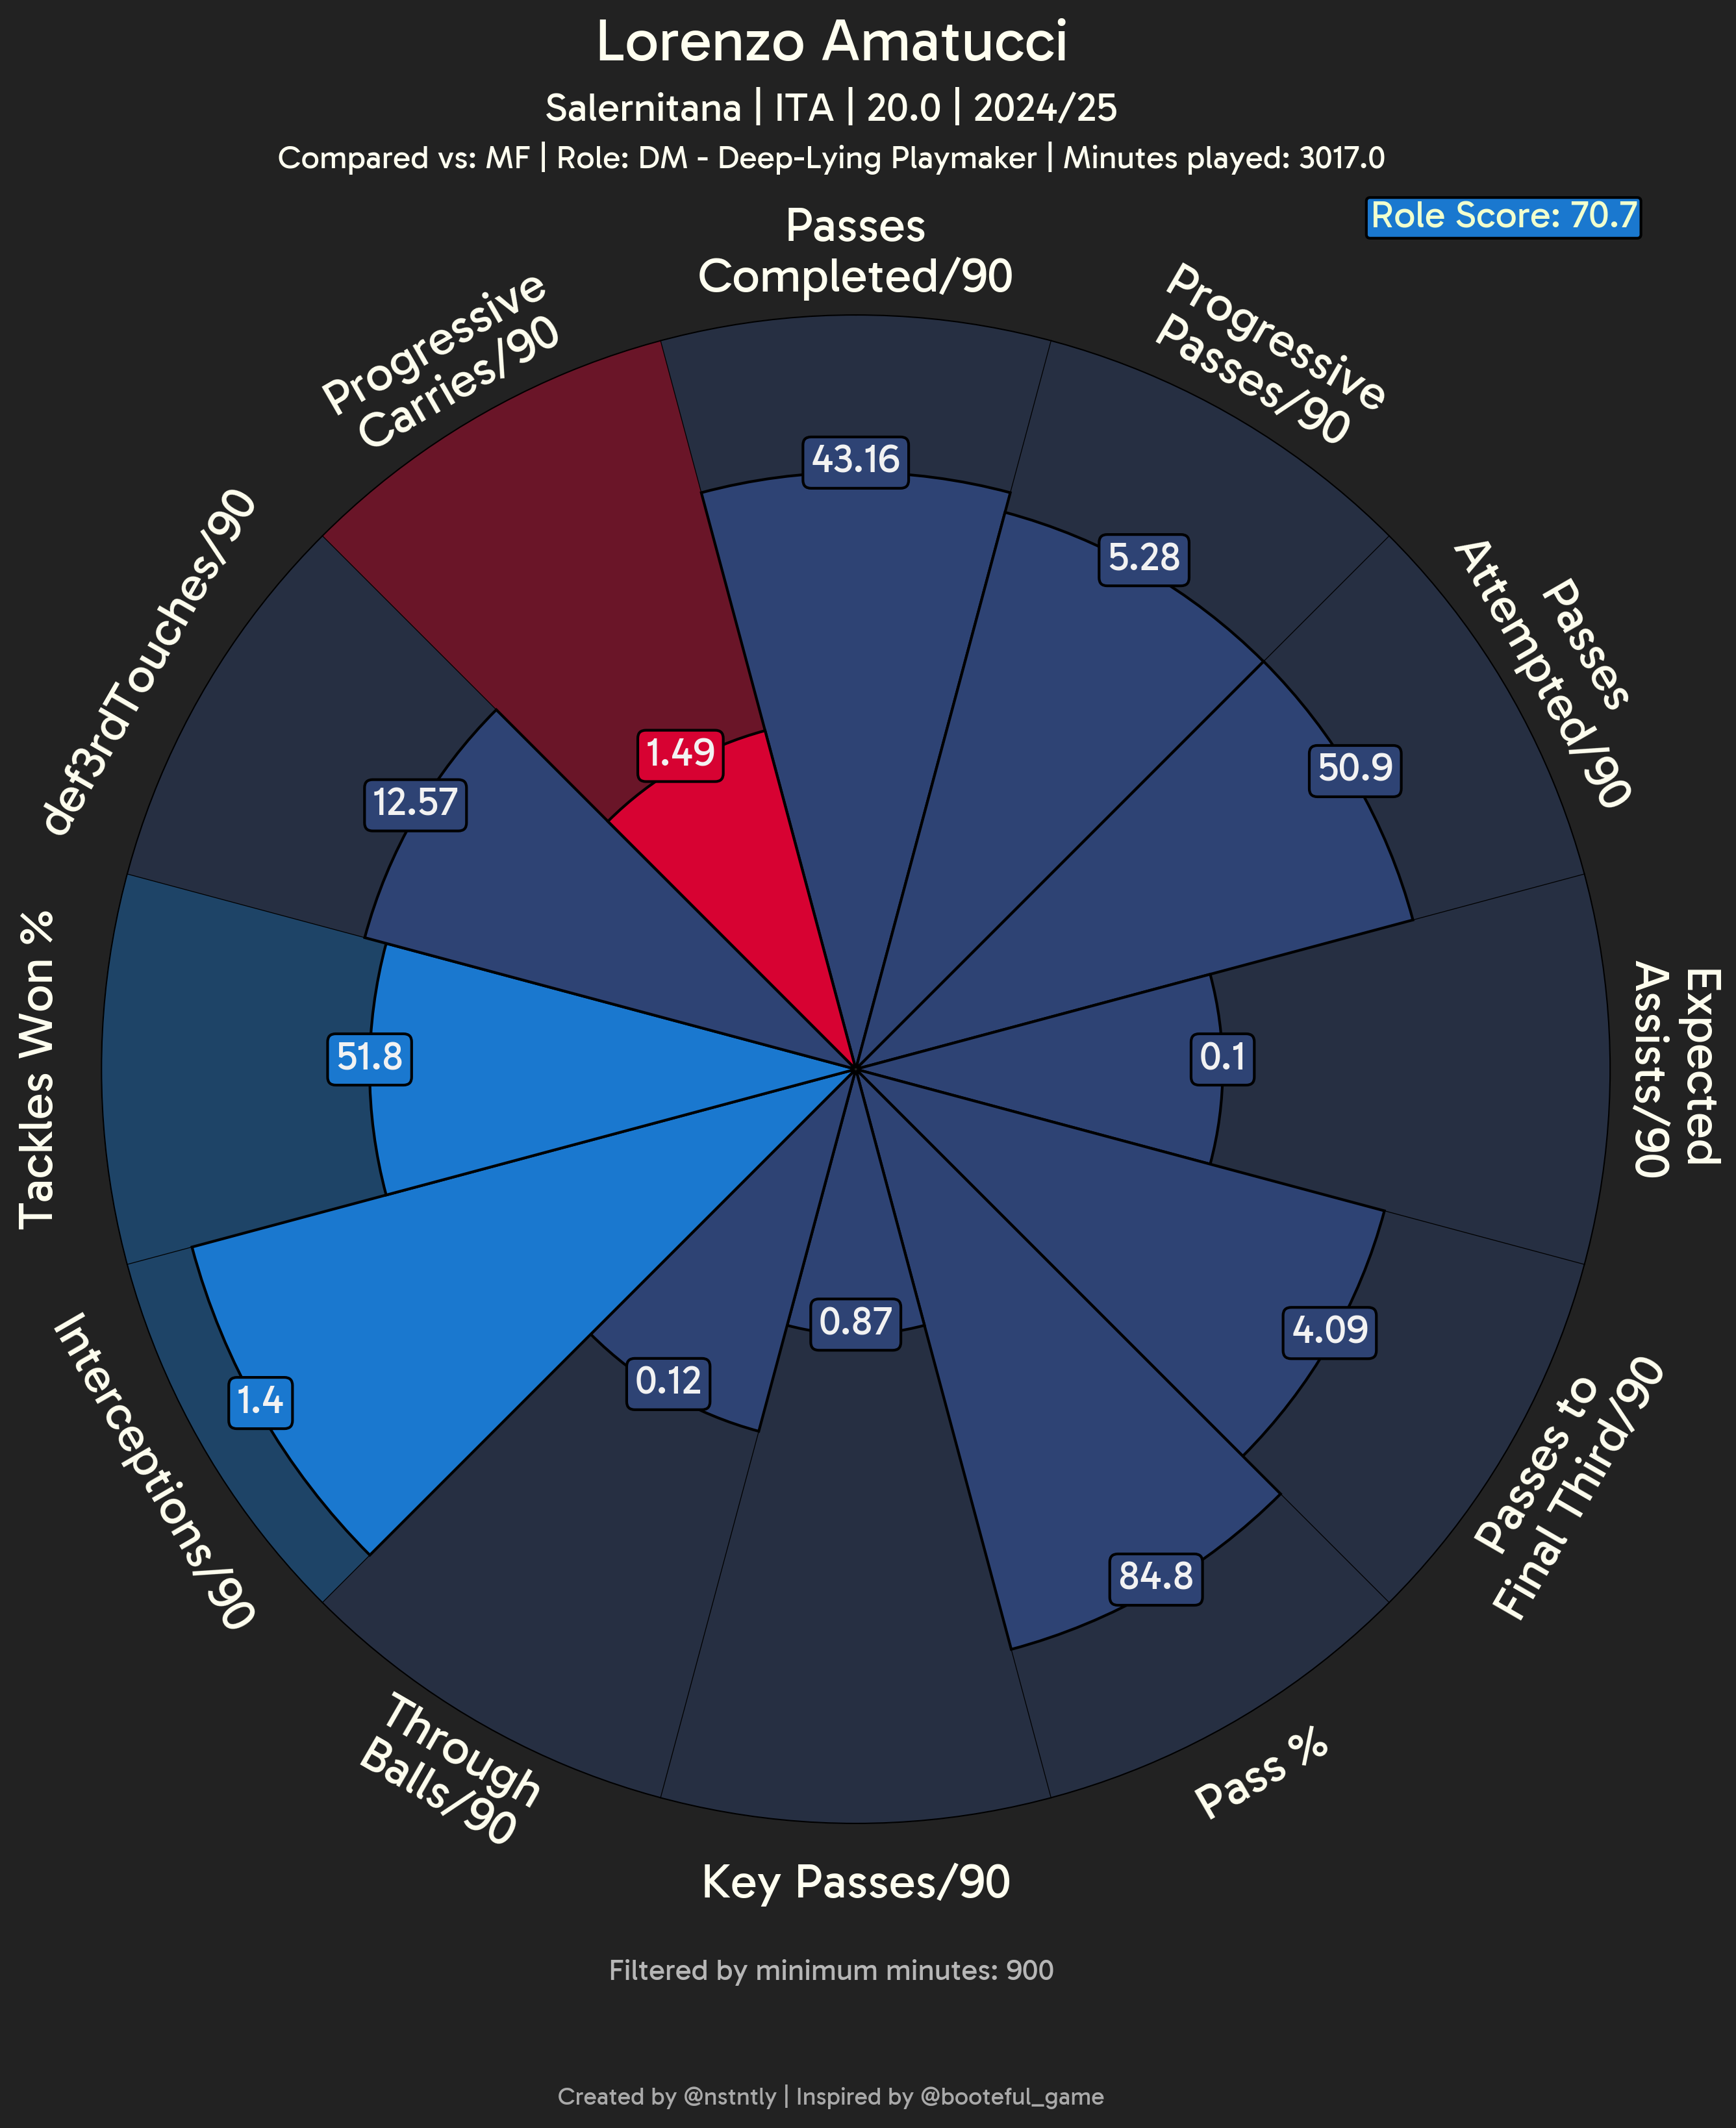 Lorenzo Amatucci
Salernitana | ITA | 20.0 | 2024/25
Compared vs: MF | Role: DM - Deep-Lying Playmaker | Minutes played: 3017.0
Role Score: 70.7
Passes
Completed/90
Progressive
Passes/90
Passes
Attempted/90
Expected
Assists/90
Passes to
Final Third/90
Pass %
Key Passes/90
Through
Balls/90
Interceptions/90
Tackles Won %
def3rdTouches/90
Progressive
Carries/90
43.16
5.28
50.9
0.1
4.09
84.8
0.87
0.12
1.4
51.8
12.57
1.49
Filtered by minimum minutes: 900
Created by @nstntly | Inspired by @booteful_game